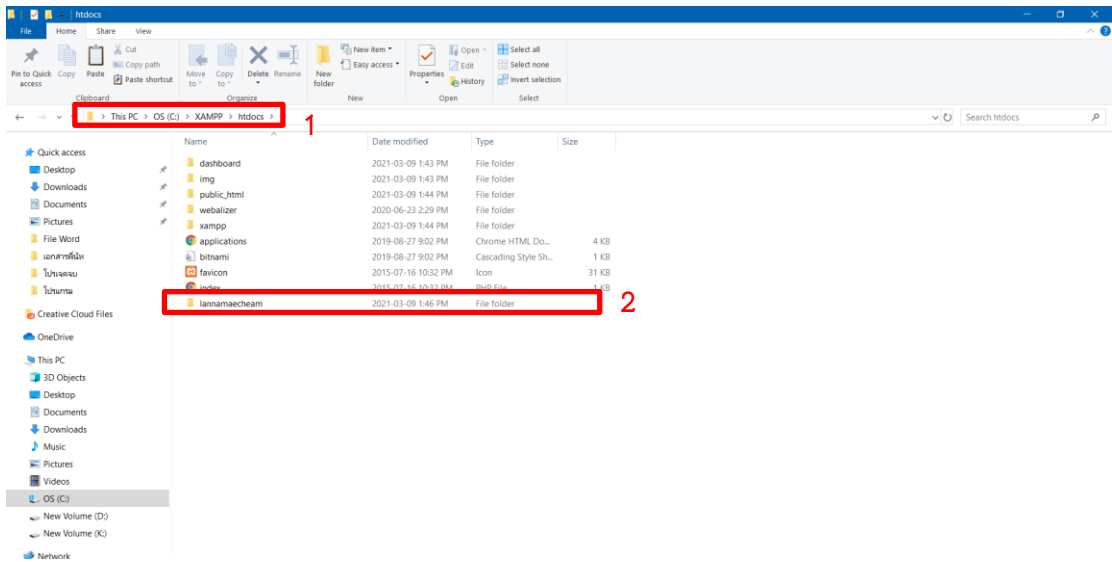 htdocs
File Home Share View
Pin to Quick access
Copy
Paste
Cut
Copy path
Paste shortcut
Clipboard
Move to
Copy to
Delete
Rename
Organize
New folder
New item
Easy access
New
Properties
Open
Edit
History
Open
Select all
Select none
Invert selection
Select
This PC > OS (C:) > XAMPP > htdocs >
1
Search htdocs
Quick access
Desktop
Downloads
Documents
Pictures
File Word
เอกสารพี่นัท
โปรเจคจบ
โปรแกรม
Creative Cloud Files
OneDrive
This PC
3D Objects
Desktop
Documents
Downloads
Music
Pictures
Videos
OS (C:)
New Volume (D:)
New Volume (K:)
Network
Name Date modified Type Size
dashboard 2021-03-09 1:43 PM File folder
img 2021-03-09 1:43 PM File folder
public_html 2021-03-09 1:44 PM File folder
webalizer 2020-06-23 2:29 PM File folder
xampp 2021-03-09 1:44 PM File folder
applications 2019-08-27 9:02 PM Chrome HTML Do... 4 KB
bitnami 2019-08-27 9:02 PM Cascading Style Sh... 1 KB
favicon 2015-07-16 10:32 PM Icon 31 KB
index 2015-07-16 10:32 PM PHP File 1 KB
lannamaecheam 2021-03-09 1:46 PM File folder
2